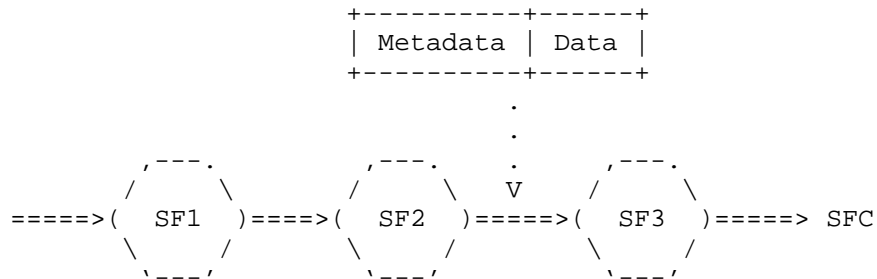 +----------+------+
| Metadata | Data |
+----------+------+
.
.
,---. ,---. . ,---.
/ \ / \ V / \
=====>( SF1 )====>( SF2 )=====>( SF3 )=====> SFC
\ / \ / \ /
'---' '---' '---'